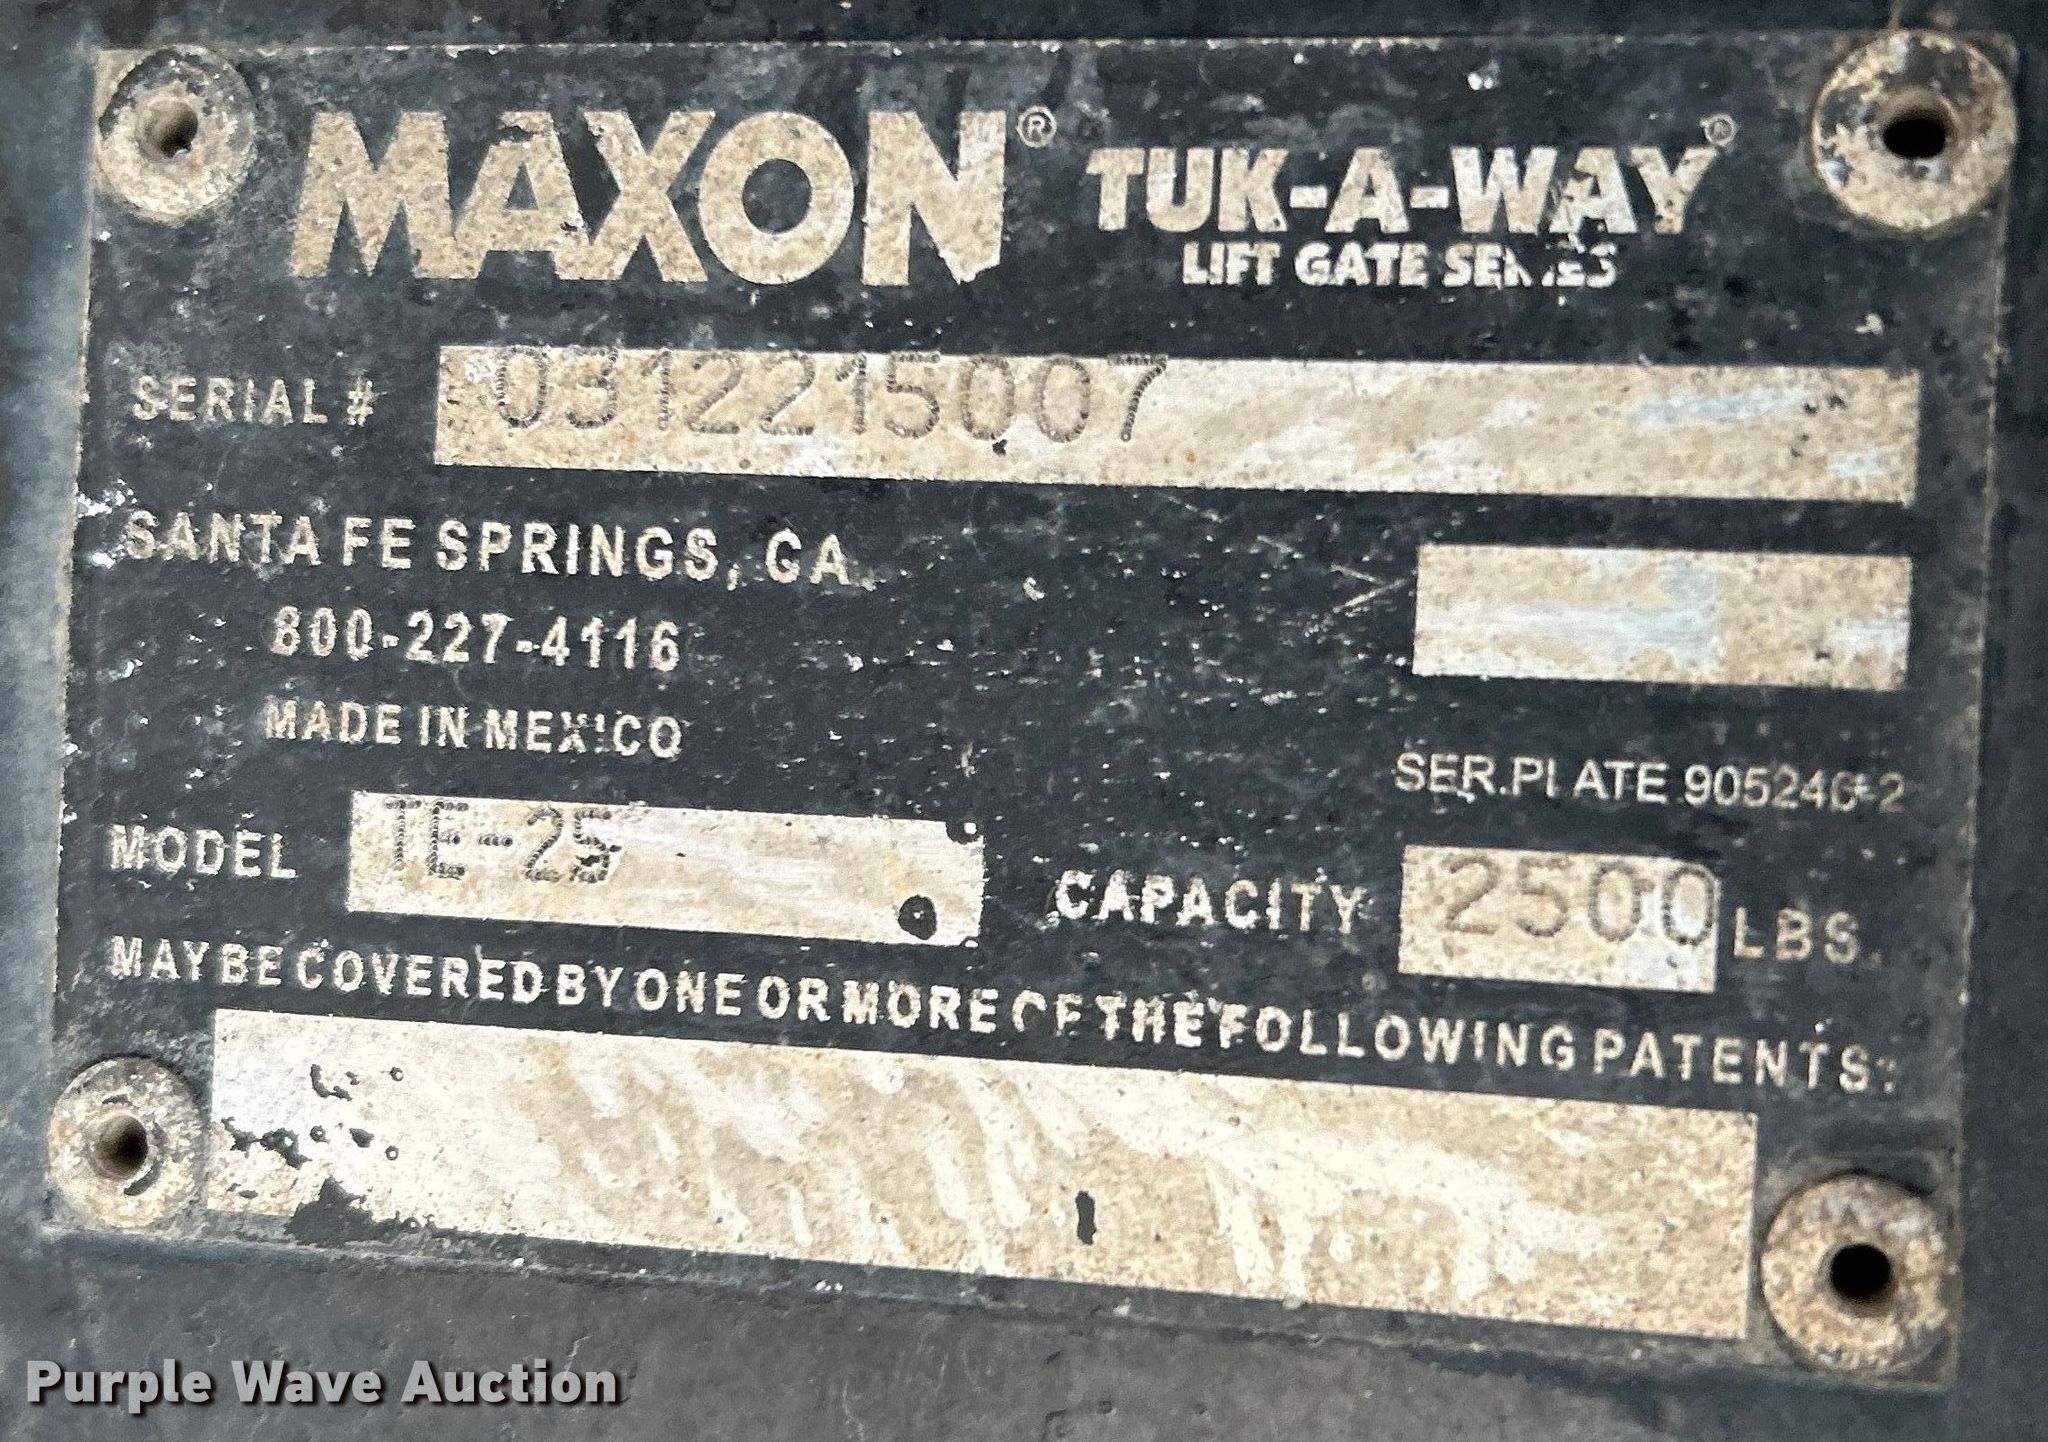 MAXON® TUK-A-WAY®
LIFT GATE SERIES
SERIAL # 0312215007
SANTA FE SPRINGS, CA.
800-227-4116
MADE IN MEXICO
SER.PLATE 905246-2
MODEL TE-25 CAPACITY 2500 LBS.
MAY BE COVERED BY ONE OR MORE OF THE FOLLOWING PATENTS:
Purple Wave Auction